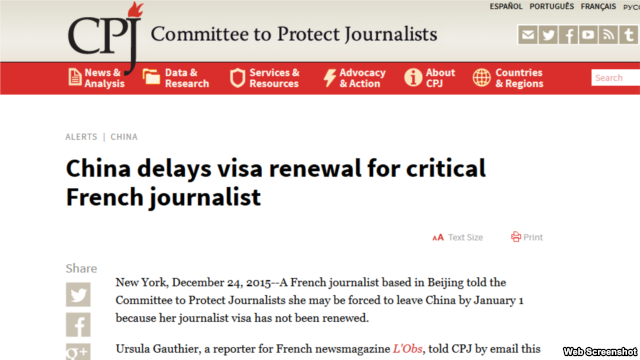 ESPAÑOL PORTUGUÊS FRANÇAIS
CPJ Committee to Protect Journalists
News & Analysis
Data & Research
Services & Resources
Advocacy & Action
About CPJ
Countries & Regions
Search
ALERTS | CHINA
China delays visa renewal for critical
French journalist
AA Text Size Print
Share
New York, December 24, 2015--A French journalist based in Beijing told the
Committee to Protect Journalists she may be forced to leave China by January 1
because her journalist visa has not been renewed.
Ursula Gauthier, a reporter for French newsmagazine L'Obs, told CPJ by email this
Web Screenshot